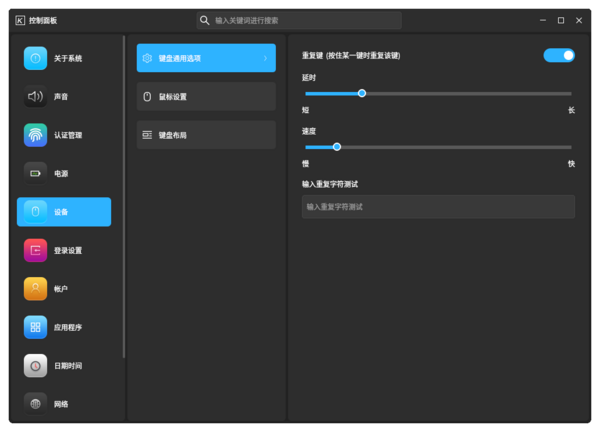 控制面板
输入关键词进行搜索
关于系统
声音
认证管理
电源
设备
登录设置
帐户
应用程序
日期时间
网络
键盘通用选项
鼠标设置
键盘布局
重复键 (按住某一键时重复该键)
延时
短 长
速度
慢 快
输入重复字符测试
输入重复字符测试